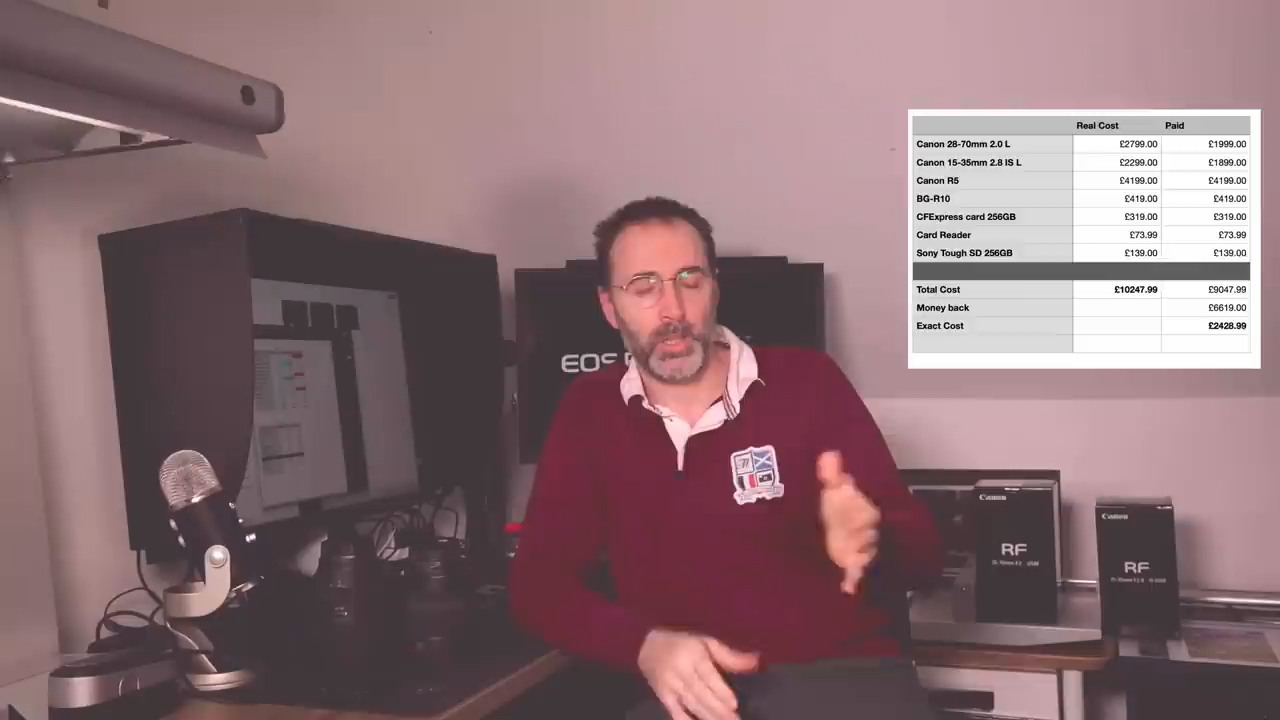 Real Cost Paid
Canon 28-70mm 2.0 L £2799.00 £1999.00
Canon 15-35mm 2.8 IS L £2299.00 £1899.00
Canon R5 £4199.00 £4199.00
BG-R10 £419.00 £419.00
CFExpress card 256GB £319.00 £319.00
Card Reader £73.99 £73.99
Sony Tough SD 256GB £139.00 £139.00
Total Cost £10247.99 £9047.99
Money back £6619.00
Exact Cost £2428.99
EOS
Canon
RF
Canon
RF